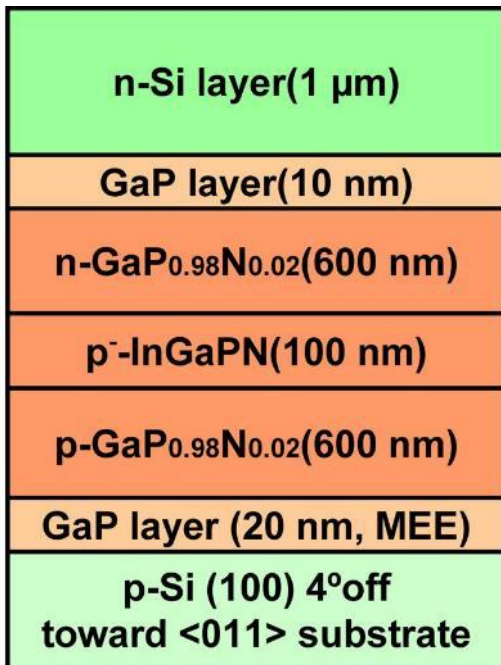 n-Si layer(1 μm)
GaP layer(10 nm)
n-GaP0.98N0.02(600 nm)
p⁻-InGaPN(100 nm)
p-GaP0.98N0.02(600 nm)
GaP layer (20 nm, MEE)
p-Si (100) 4ºoff
toward <011> substrate